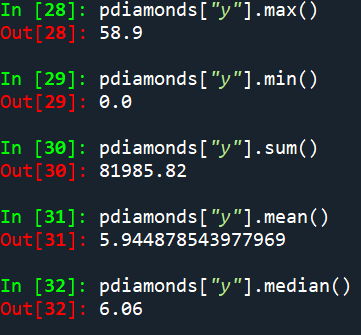 In [28]: pdiamonds["y"].max()
Out[28]: 58.9
In [29]: pdiamonds["y"].min()
Out[29]: 0.0
In [30]: pdiamonds["y"].sum()
Out[30]: 81985.82
In [31]: pdiamonds["y"].mean()
Out[31]: 5.944878543977969
In [32]: pdiamonds["y"].median()
Out[32]: 6.06